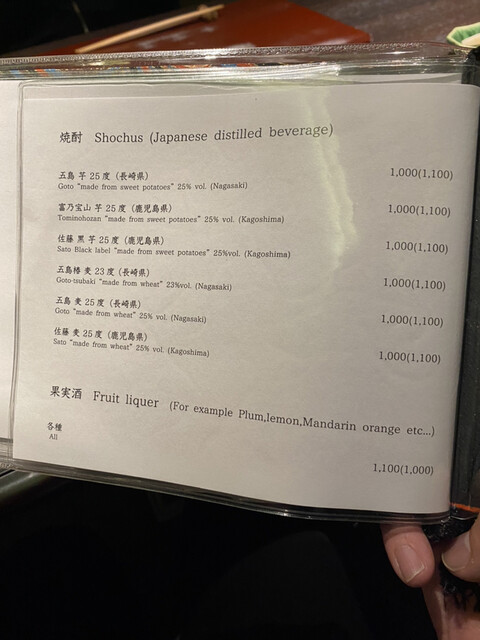 焼酎 Shochus (Japanese distilled beverage)
五島 芋 25度 (長崎県) 1,000(1,100)
Goto "made from sweet potatoes" 25% vol. (Nagasaki)
富乃宝山 芋 25度 (鹿児島県) 1,000(1,100)
Tominohozan "made from sweet potatoes" 25% vol. (Kagoshima)
佐藤 黒 芋 25度 (鹿児島県) 1,000(1,100)
Sato Black label "made from sweet potatoes" 25%vol. (Kagoshima)
五島椿 麦 23度 (長崎県) 1,000(1,100)
Goto-tsubaki "made from wheat" 23%vol. (Nagasaki)
五島 麦 25度 (長崎県) 1,000(1,100)
Goto "made from wheat" 25% vol. (Nagasaki)
佐藤 麦 25度 (鹿児島県) 1,000(1,100)
Sato "made from wheat" 25% vol. (Kagoshima)
果実酒 Fruit liquer (For example Plum,lemon,Mandarin orange etc...)
各種
All
1,100(1,000)